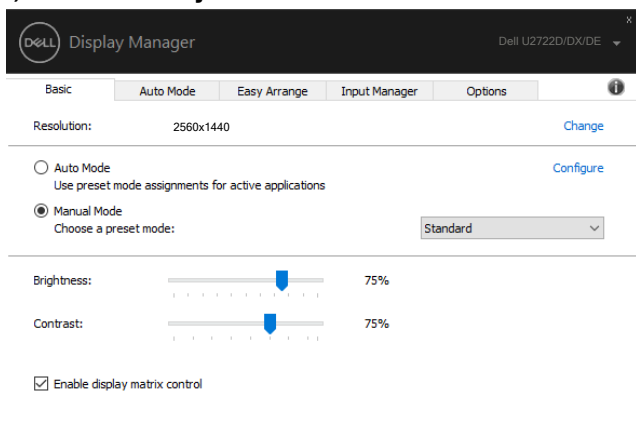 x
DELL Display Manager Dell U2722D/DX/DE
Basic Auto Mode Easy Arrange Input Manager Options i
Resolution: 2560x1440 Change
Auto Mode Configure
Use preset mode assignments for active applications
Manual Mode
Choose a preset mode: Standard
Brightness: 75%
Contrast: 75%
Enable display matrix control